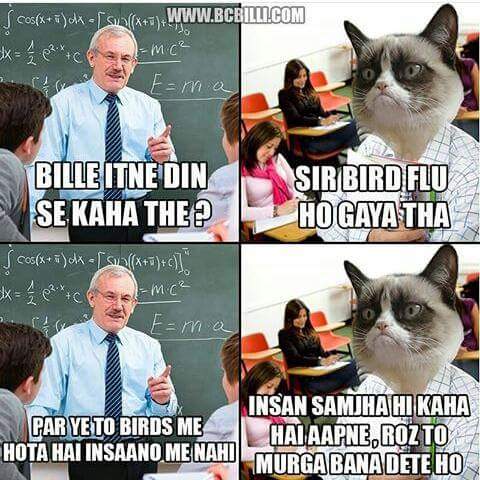 WWW.BCBILLI.COM
BILLE ITNE DIN
SE KAHA THE?
SIR BIRD FLU
HO GAYA THA
PAR YE TO BIRDS ME
HOTA HAI INSAANO ME NAHI
INSAN SAMJHA HI KAHA
HAI AAPNE, ROZ TO
MURGA BANA DETE HO